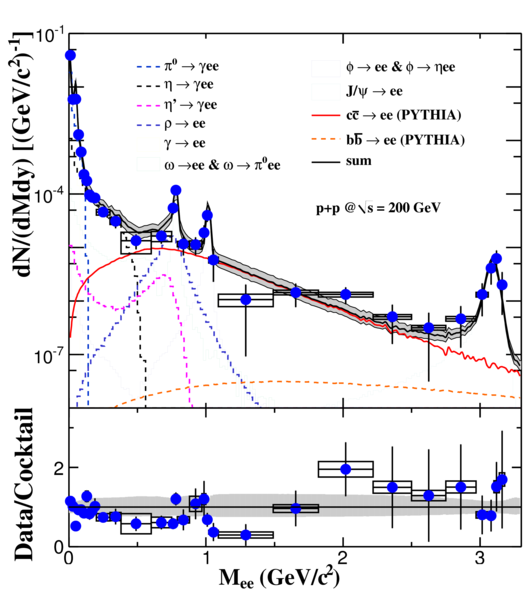 10⁻¹
10⁻⁴
10⁻⁷
dN/(dMdy) [(GeV/c²)⁻¹]
π⁰ → γee
η → γee
η' → γee
ρ → ee
γ → ee
ω → ee & ω → π⁰ee
ϕ → ee & ϕ → ηee
J/ψ → ee
cc̅ → ee (PYTHIA)
bb̅ → ee (PYTHIA)
sum
p+p @√s = 200 GeV
Data/Cocktail
2
0
0 1 2 3
Mₑₑ (GeV/c²)